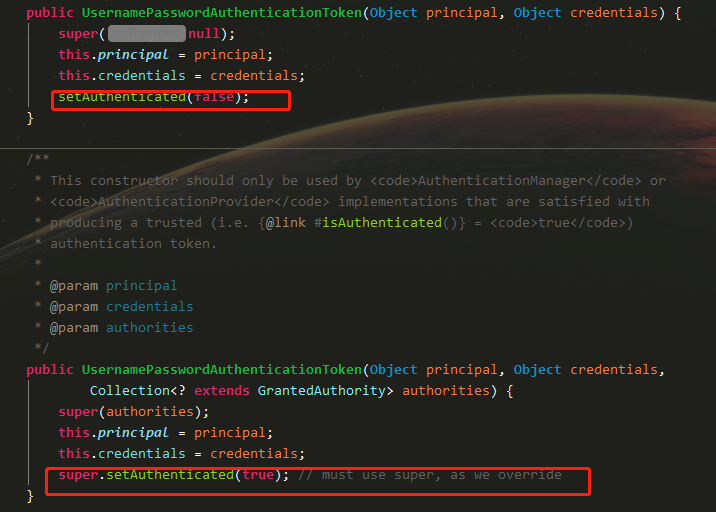 public UsernamePasswordAuthenticationToken(Object principal, Object credentials) {
super( null);
this.principal = principal;
this.credentials = credentials;
setAuthenticated(false);
}
/**
* This constructor should only be used by <code>AuthenticationManager</code> or
* <code>AuthenticationProvider</code> implementations that are satisfied with
* producing a trusted (i.e. {@link #isAuthenticated()} = <code>true</code>)
* authentication token.
*
* @param principal
* @param credentials
* @param authorities
*/
public UsernamePasswordAuthenticationToken(Object principal, Object credentials,
Collection<? extends GrantedAuthority> authorities) {
super(authorities);
this.principal = principal;
this.credentials = credentials;
super.setAuthenticated(true); // must use super, as we override
}